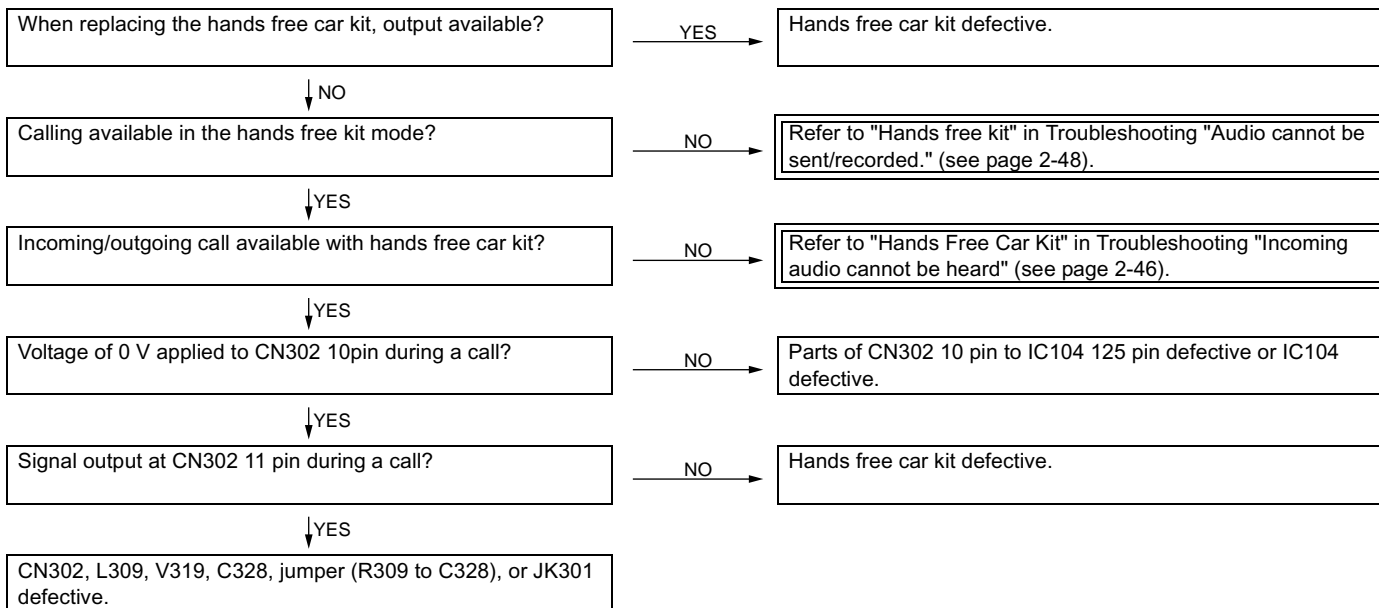 When replacing the hands free car kit, output available?
YES
Hands free car kit defective.
NO
Calling available in the hands free kit mode?
NO
Refer to "Hands free kit" in Troubleshooting "Audio cannot be
sent/recorded." (see page 2-48).
YES
Incoming/outgoing call available with hands free car kit?
NO
Refer to "Hands Free Car Kit" in Troubleshooting "Incoming
audio cannot be heard" (see page 2-46).
YES
Voltage of 0 V applied to CN302 10pin during a call?
NO
Parts of CN302 10 pin to IC104 125 pin defective or IC104
defective.
YES
Signal output at CN302 11 pin during a call?
NO
Hands free car kit defective.
YES
CN302, L309, V319, C328, jumper (R309 to C328), or JK301
defective.